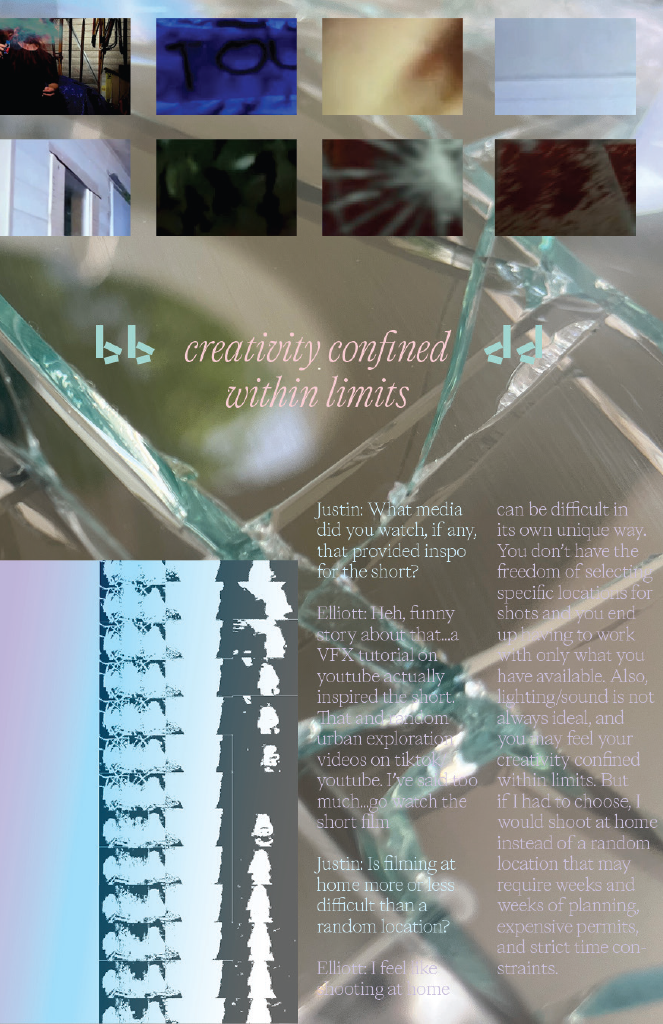 TOU
creativity confined
within limits
Justin: What media
did you watch, if any,
that provided inspo
for the short?
Elliott: Heh, funny
story about that...a
VFX tutorial on
youtube actually
inspired the short.
That and random
urban exploration
videos on tiktok
youtube. I've said too
much...go watch the
short film
Justin: Is filming at
home more of less
difficult than a
random location?
Elliott: I feel like
shooting at home
can be difficult in
its own unique way.
You don't have the
freedom of selecting
specific locations for
shots and you end
up having to work
with only what you
have available. Also,
lighting/sound is not
always ideal, and
you may feel your
creativity confined
within limits. But
if I had to choose, I
would shoot at home
instead of a random
location that may
require weeks and
weeks of planning,
expensive permits,
and strict time con-
straints.